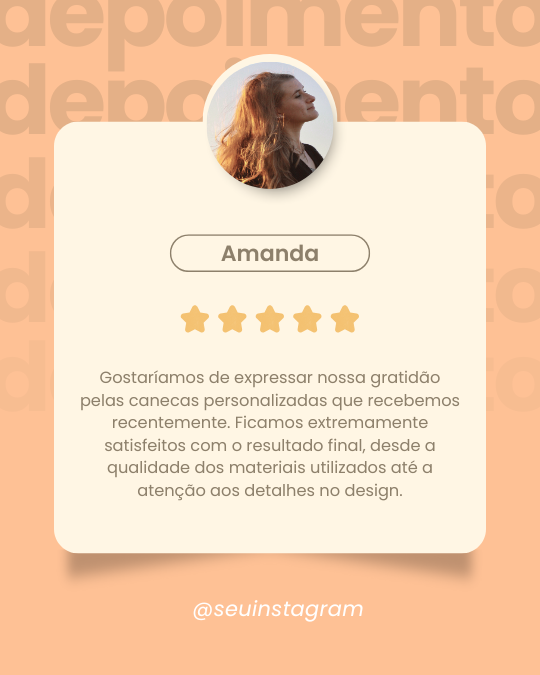 depoimento
depoimento
Amanda
Gostaríamos de expressar nossa gratidão
pelas canecas personalizadas que recebemos
recentemente. Ficamos extremamente
satisfeitos com o resultado final, desde a
qualidade dos materiais utilizados até a
atenção aos detalhes no design.
@seuinstagram